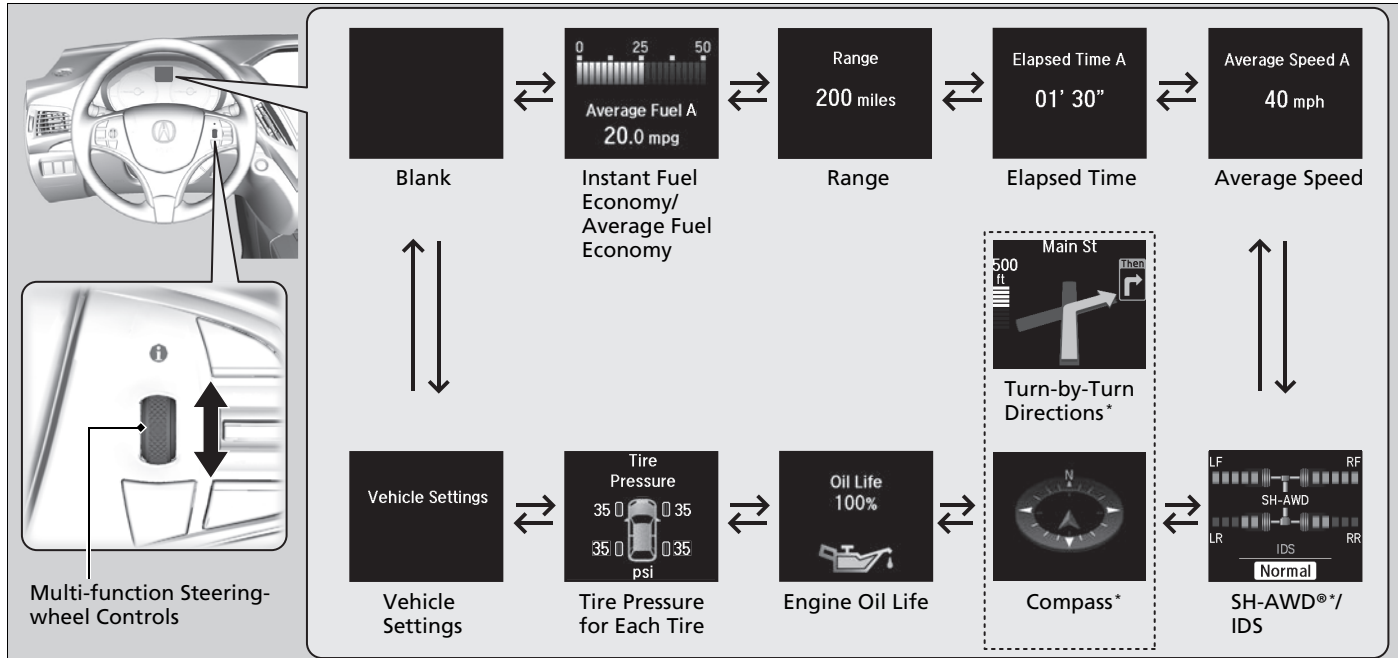 0 25 50
Average Fuel A
20.0 mpg
Range
200 miles
Elapsed Time A
01' 30"
Average Speed A
40 mph
Blank
Instant Fuel
Economy/
Average Fuel
Economy
Range
Elapsed Time
Average Speed
Main St
500
ft
Then
Turn-by-Turn
Directions*
i
Multi-function Steering-
wheel Controls
Vehicle Settings
Tire
Pressure
35 35
35 35
psi
Oil Life
100%
N
LF RF
SH-AWD
LR RR
IDS
Normal
Vehicle
Settings
Tire Pressure
for Each Tire
Engine Oil Life
Compass*
SH-AWD®*/
IDS